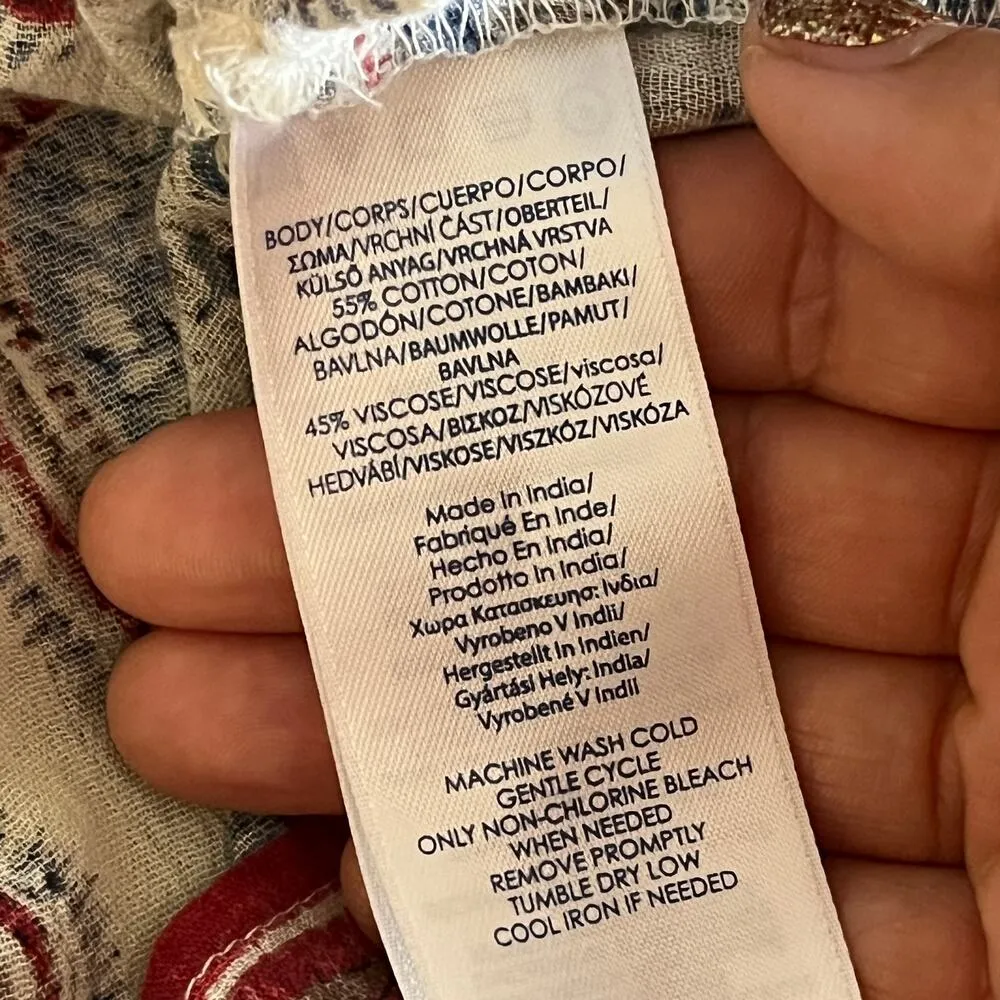 BODY/CORPS/CUERPO/CORPO/
ΣΩΜΑ/VRCHNÍ ČÁST/OBERTEIL/
KÜLSŐ ANYAG/VRCHNÁ VRSTVA
55% COTTON/COTON/
ALGODÓN/COTONE/BAMBAKI/
BAVLNA/BAUMWOLLE/PAMUT/
BAVLNA
45% VISCOSE/VISCOSE/viscosa/
VISCOSA/ΒΙΣΚΟΖ/VISKÓZOVÉ
HEDVÁBÍ/VISKOSE/VISZKÓZ/VISKÓZA
Made In India/
Fabriqué En Inde/
Hecho En India/
Prodotto In India/
Χωρα Κατασκευησ: Ινδια/
Vyrobeno V Indii/
Hergestellt In Indien/
Gyártási Hely: India/
Vyrobené V Indii
MACHINE WASH COLD
GENTLE CYCLE
ONLY NON-CHLORINE BLEACH
WHEN NEEDED
REMOVE PROMPTLY
TUMBLE DRY LOW
COOL IRON IF NEEDED